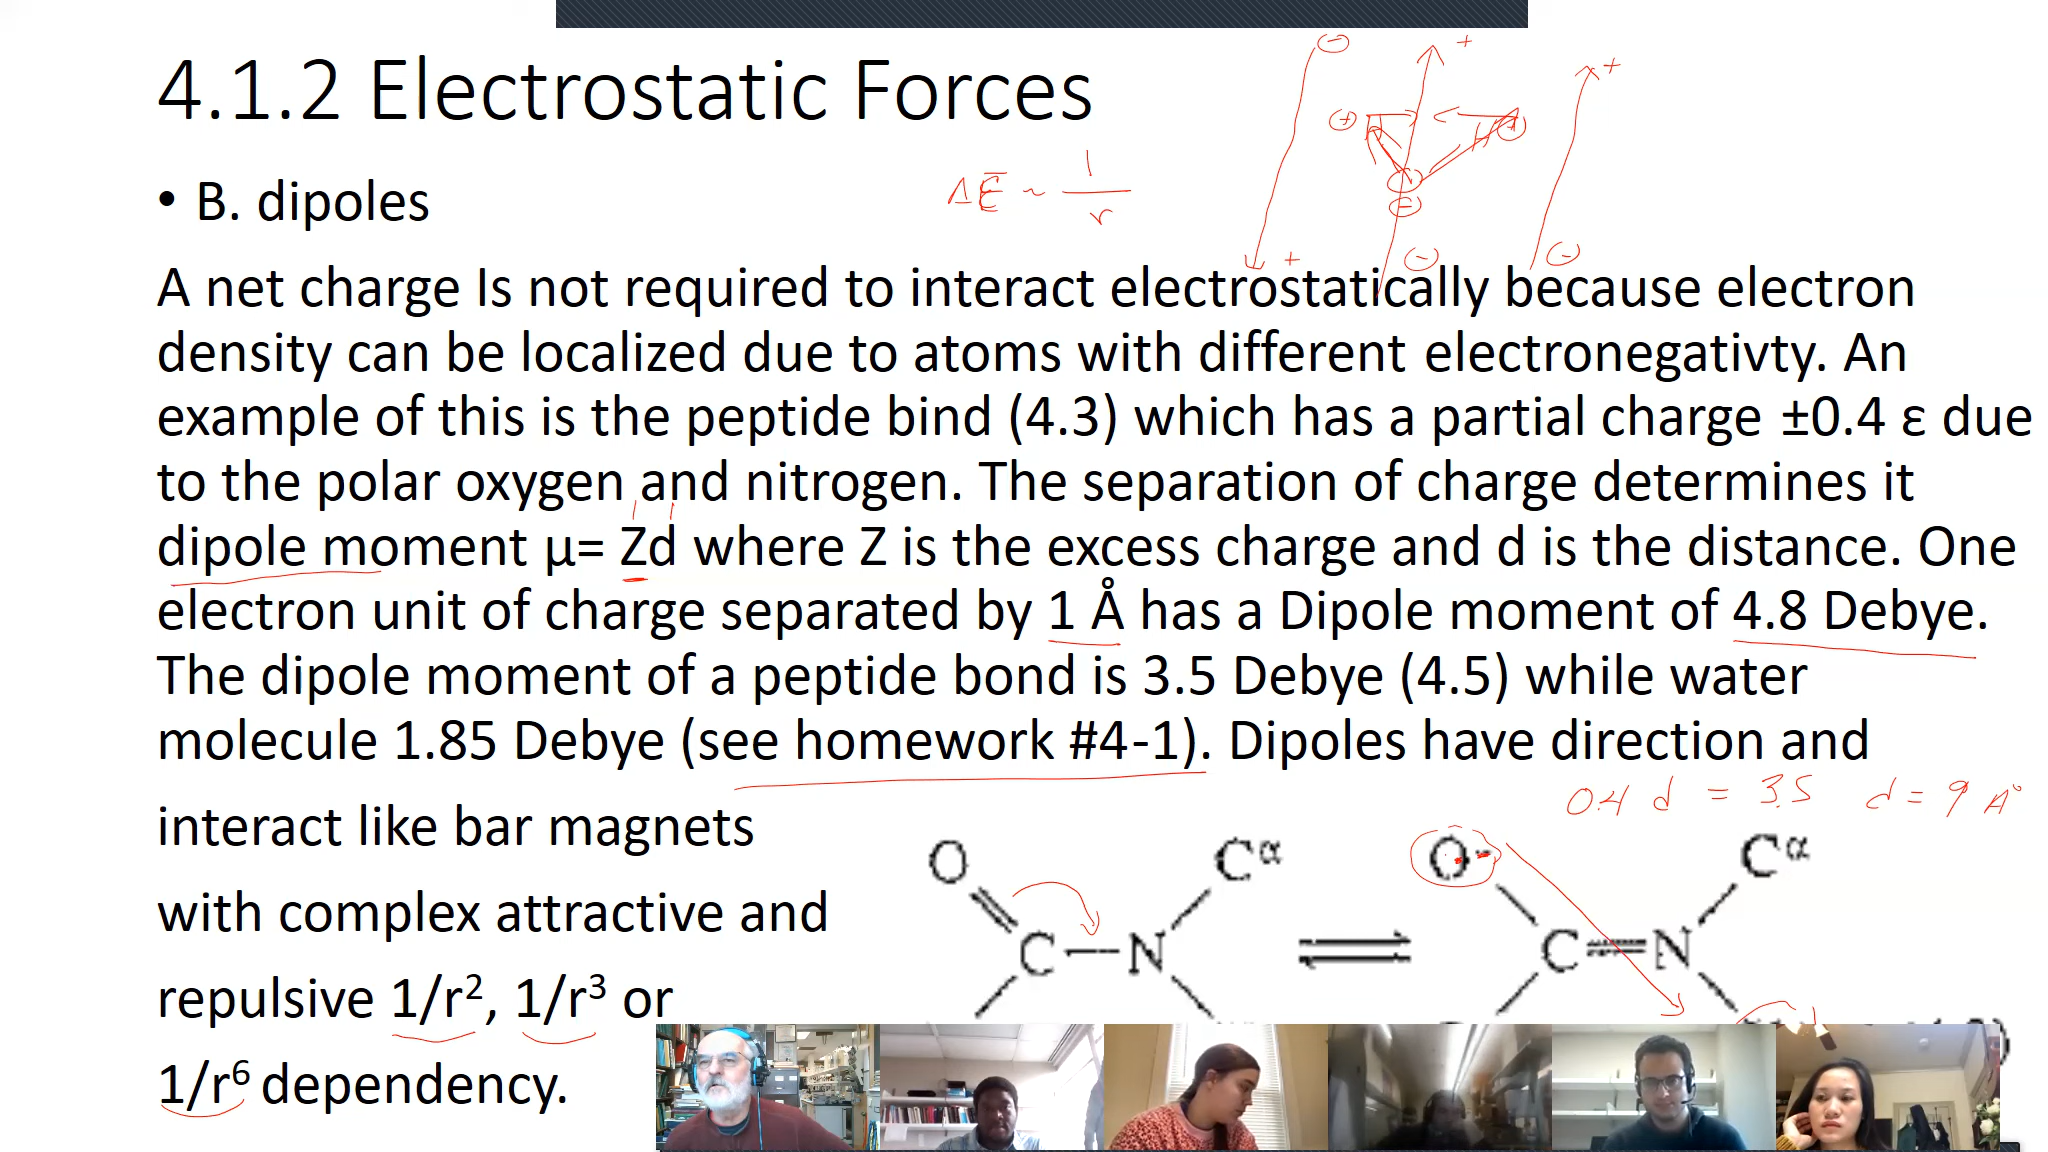 4.1.2 Electrostatic Forces
• B. dipoles
ΔE ~ 1/r
A net charge Is not required to interact electrostatically because electron
density can be localized due to atoms with different electronegativty. An
example of this is the peptide bind (4.3) which has a partial charge ±0.4 ε due
to the polar oxygen and nitrogen. The separation of charge determines it
dipole moment µ= Zd where Z is the excess charge and d is the distance. One
electron unit of charge separated by 1 Å has a Dipole moment of 4.8 Debye.
The dipole moment of a peptide bond is 3.5 Debye (4.5) while water
molecule 1.85 Debye (see homework #4-1). Dipoles have direction and
0.4 d = 3.5 d = 9 A°
interact like bar magnets
with complex attractive and
repulsive 1/r², 1/r³ or
1/r⁶ dependency.
O Cα O- Cα
C—N C=N